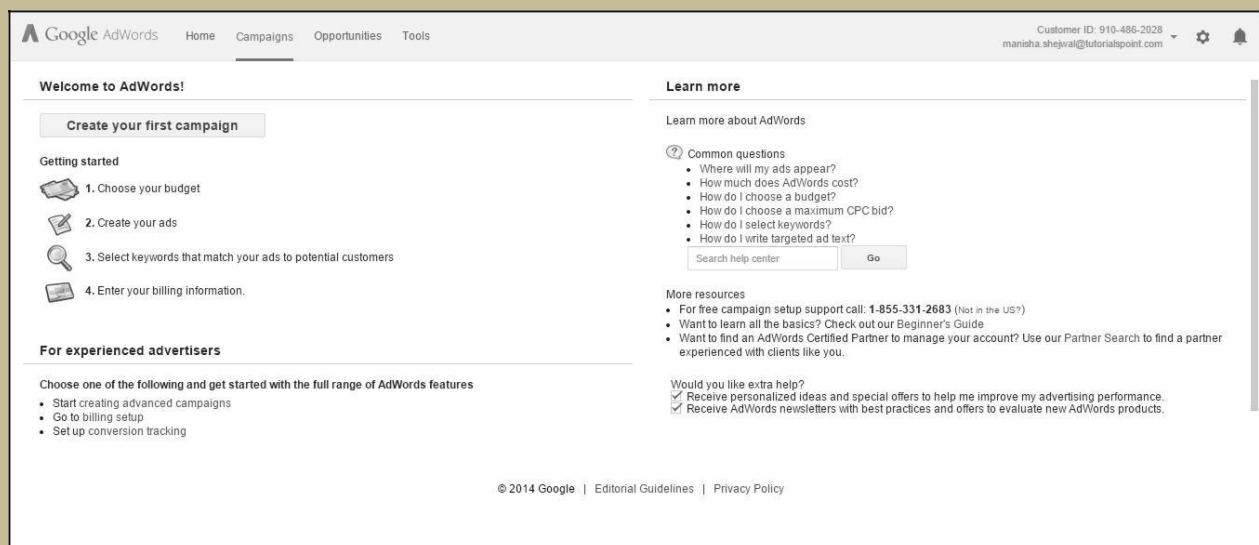 Google AdWords Home Campaigns Opportunities Tools
Customer ID: 910-486-2028
manisha.shejwal@tutorialspoint.com
Welcome to AdWords!
Create your first campaign
Getting started
1. Choose your budget
2. Create your ads
3. Select keywords that match your ads to potential customers
4. Enter your billing information.
For experienced advertisers
Choose one of the following and get started with the full range of AdWords features
• Start creating advanced campaigns
• Go to billing setup
• Set up conversion tracking
Learn more
Learn more about AdWords
Common questions
• Where will my ads appear?
• How much does AdWords cost?
• How do I choose a budget?
• How do I choose a maximum CPC bid?
• How do I select keywords?
• How do I write targeted ad text?
Search help center Go
More resources
• For free campaign setup support call: 1-855-331-2683 (Not in the US?)
• Want to learn all the basics? Check out our Beginner's Guide
• Want to find an AdWords Certified Partner to manage your account? Use our Partner Search to find a partner
experienced with clients like you.
Would you like extra help?
Receive personalized ideas and special offers to help me improve my advertising performance.
Receive AdWords newsletters with best practices and offers to evaluate new AdWords products.
© 2014 Google | Editorial Guidelines | Privacy Policy